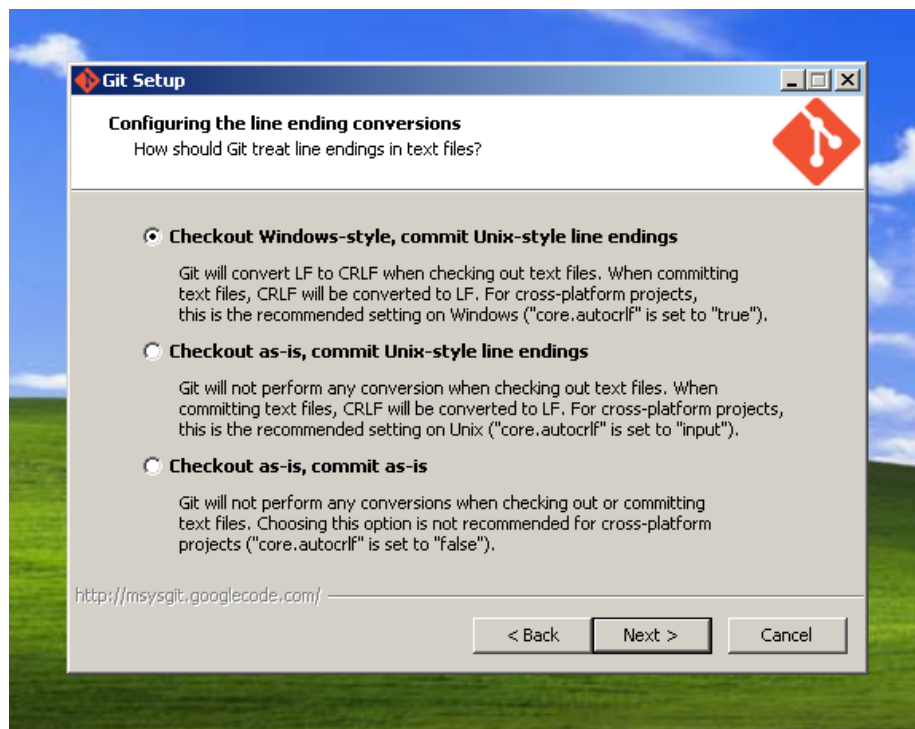 Git Setup
Configuring the line ending conversions
How should Git treat line endings in text files?
Checkout Windows-style, commit Unix-style line endings
Git will convert LF to CRLF when checking out text files. When committing
text files, CRLF will be converted to LF. For cross-platform projects,
this is the recommended setting on Windows ("core.autocrlf" is set to "true").
Checkout as-is, commit Unix-style line endings
Git will not perform any conversion when checking out text files. When
committing text files, CRLF will be converted to LF. For cross-platform projects,
this is the recommended setting on Unix ("core.autocrlf" is set to "input").
Checkout as-is, commit as-is
Git will not perform any conversions when checking out or committing
text files. Choosing this option is not recommended for cross-platform
projects ("core.autocrlf" is set to "false").
http://msysgit.googlecode.com/
< Back Next > Cancel